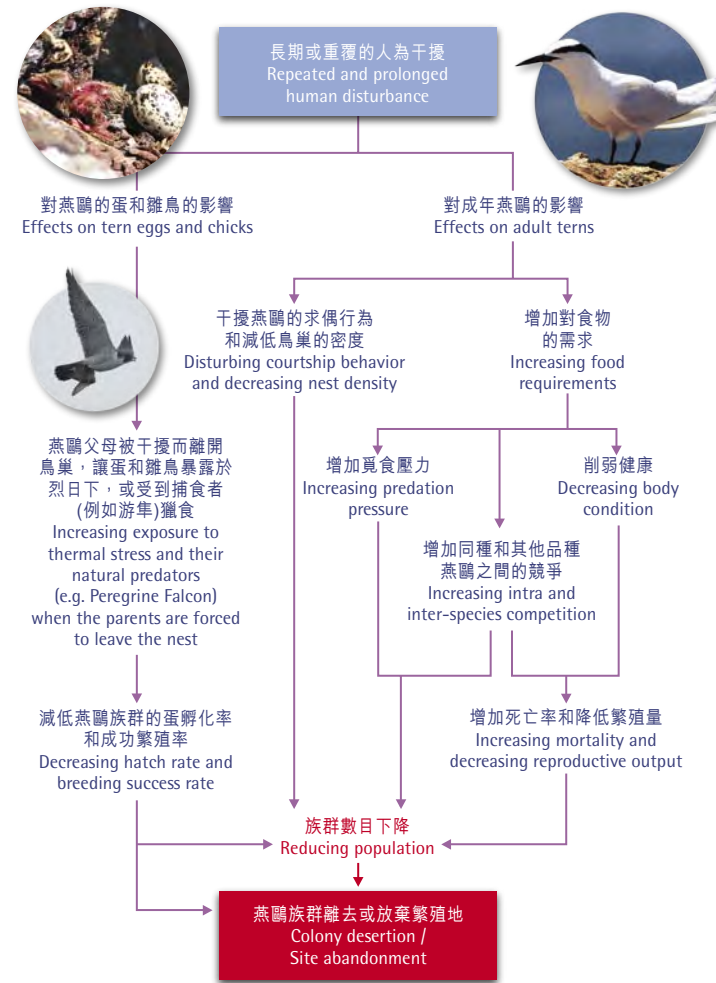 長期或重覆的人為干擾
Repeated and prolonged
human disturbance
對燕鷗的蛋和雛鳥的影響
Effects on tern eggs and chicks
對成年燕鷗的影響
Effects on adult terns
干擾燕鷗的求偶行為
和減低鳥巢的密度
Disturbing courtship behavior
and decreasing nest density
增加對食物
的需求
Increasing food
requirements
燕鷗父母被干擾而離開
鳥巢，讓蛋和雛鳥暴露於
烈日下，或受到捕食者
(例如游隼)獵食
Increasing exposure to
thermal stress and their
natural predators
(e.g. Peregrine Falcon)
when the parents are forced
to leave the nest
增加覓食壓力
Increasing predation
pressure
削弱健康
Decreasing body
condition
增加同種和其他品種
燕鷗之間的競爭
Increasing intra and
inter-species competition
減低燕鷗族群的蛋孵化率
和成功繁殖率
Decreasing hatch rate and
breeding success rate
增加死亡率和降低繁殖量
Increasing mortality and
decreasing reproductive output
族群數目下降
Reducing population
燕鷗族群離去或放棄繁殖地
Colony desertion /
Site abandonment